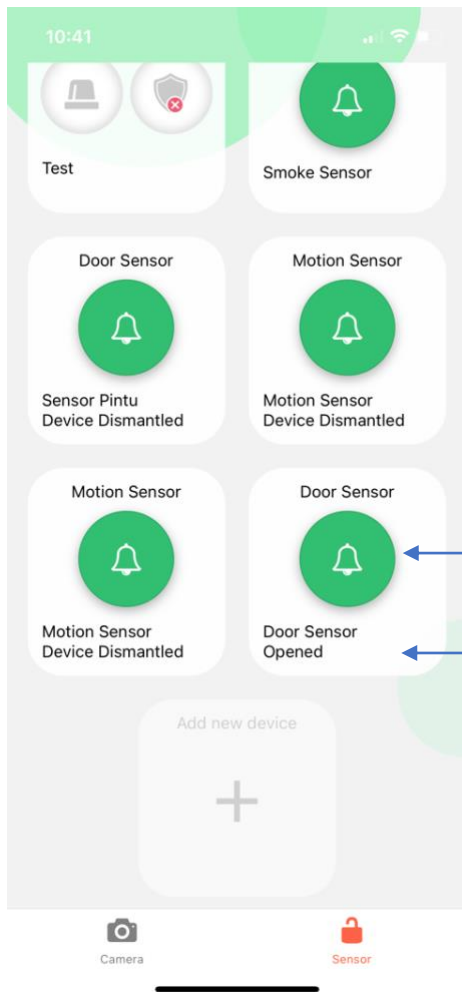 10:41
Test
Smoke Sensor
Door Sensor
Motion Sensor
Sensor Pintu
Device Dismantled
Motion Sensor
Device Dismantled
Motion Sensor
Door Sensor
Motion Sensor
Device Dismantled
Door Sensor
Opened
Add new device
Camera
Sensor